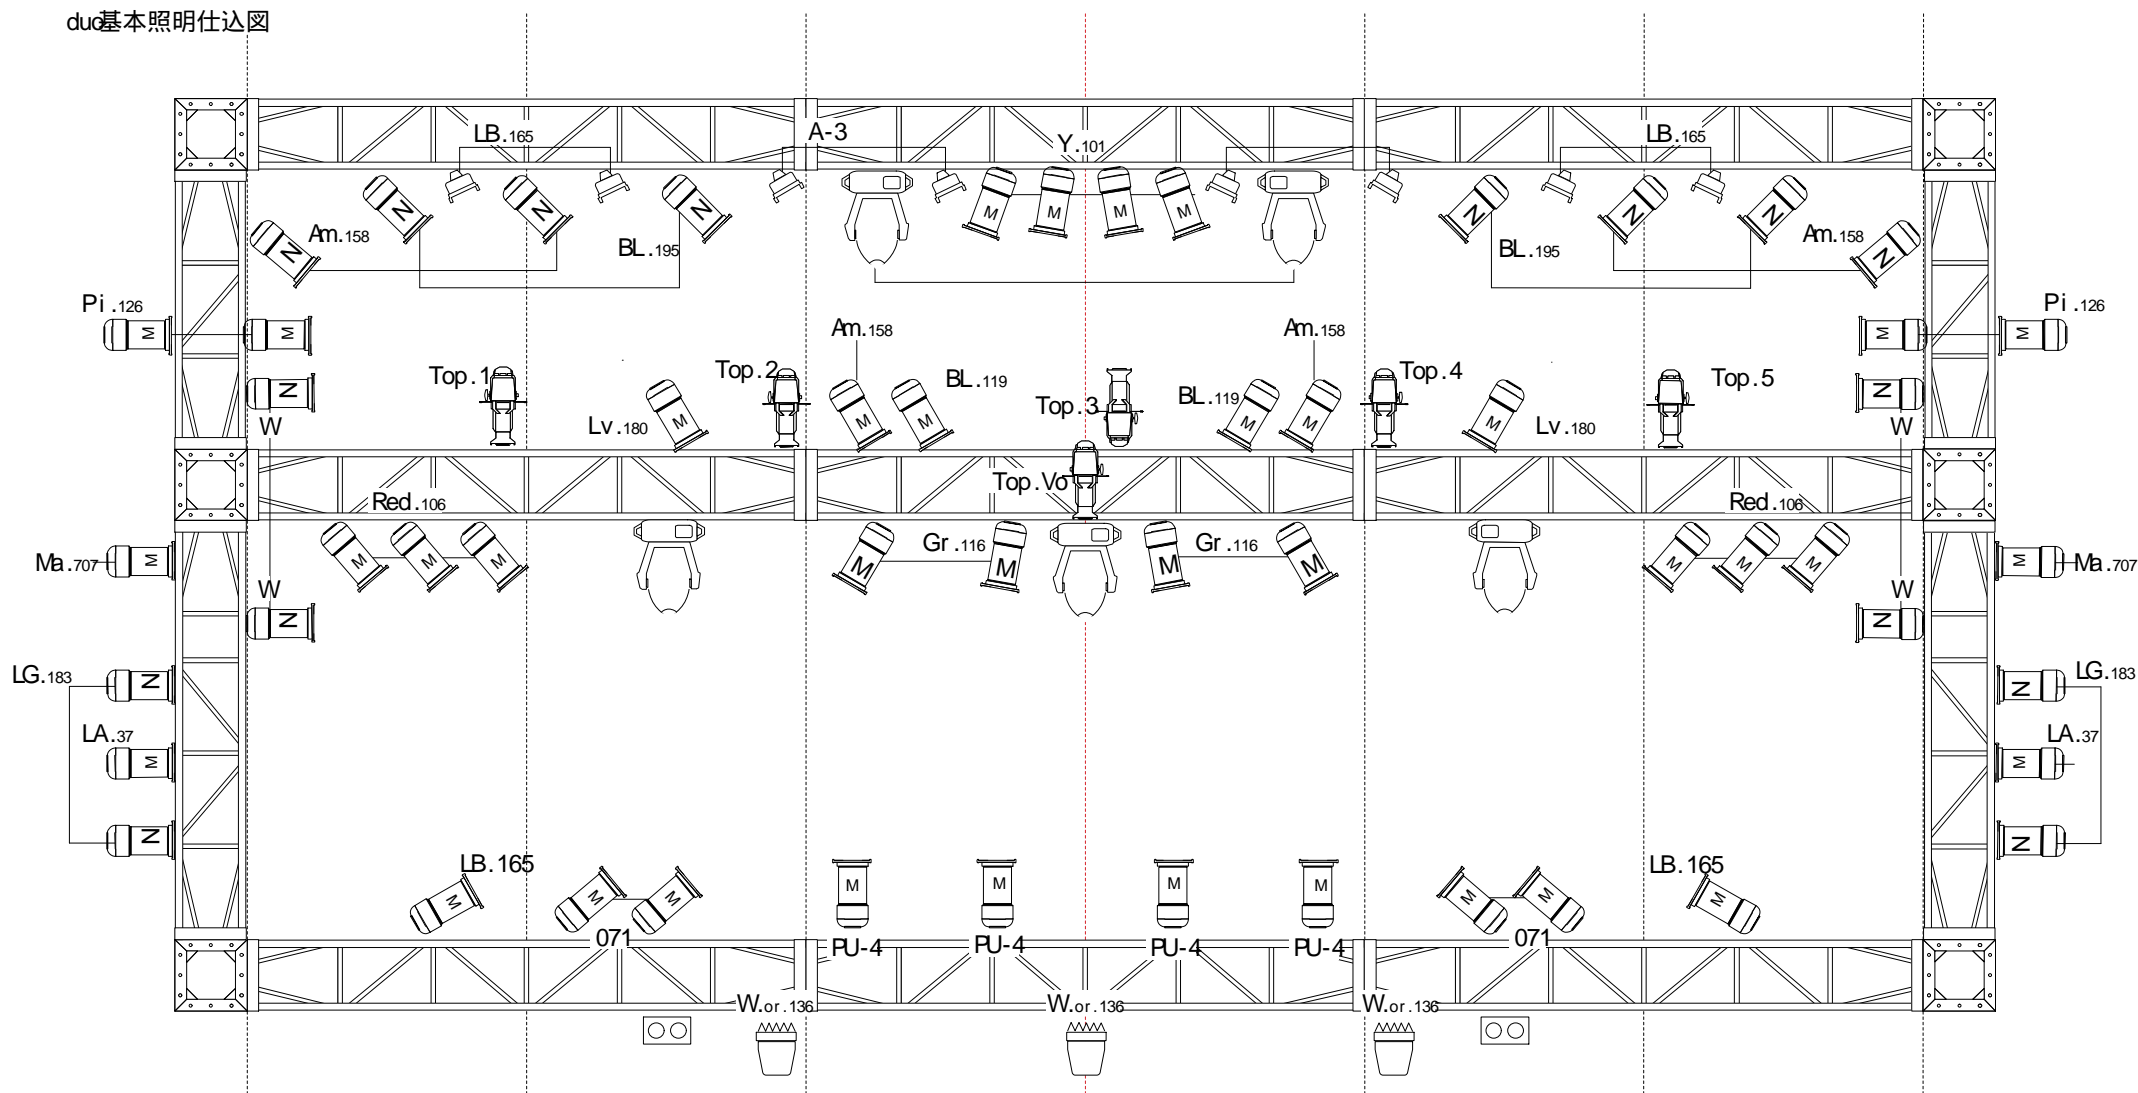 duo基本照明仕込図
LB.165
A-3
Y.101
LB.165
M
M
M
M
N
N
N
N
N
N
Am.158
N
BL.195
BL.195
Am.158
N
Pi.126
Pi.126
M
M
M
M
Am.158
Am.158
Top.1
Top.2
BL.119
Top.4
Top.5
N
Top.3
BL.119
N
W
Lv.180
M
M
M
M
M
M
Lv.180
W
Top.Vo
Red.106
Red.106
Ma.707
M
M
M
M
Gr.116
Gr.116
M
M
M
M
M
M
M
M
Ma.707
W
W
N
N
LG.183
N
N
LG.183
LA.37
LA.37
M
M
N
N
LB.165
LB.165
M
M
M
M
M
M
M
M
M
M
071
PU-4
PU-4
PU-4
PU-4
071
W.or.136
W.or.136
W.or.136